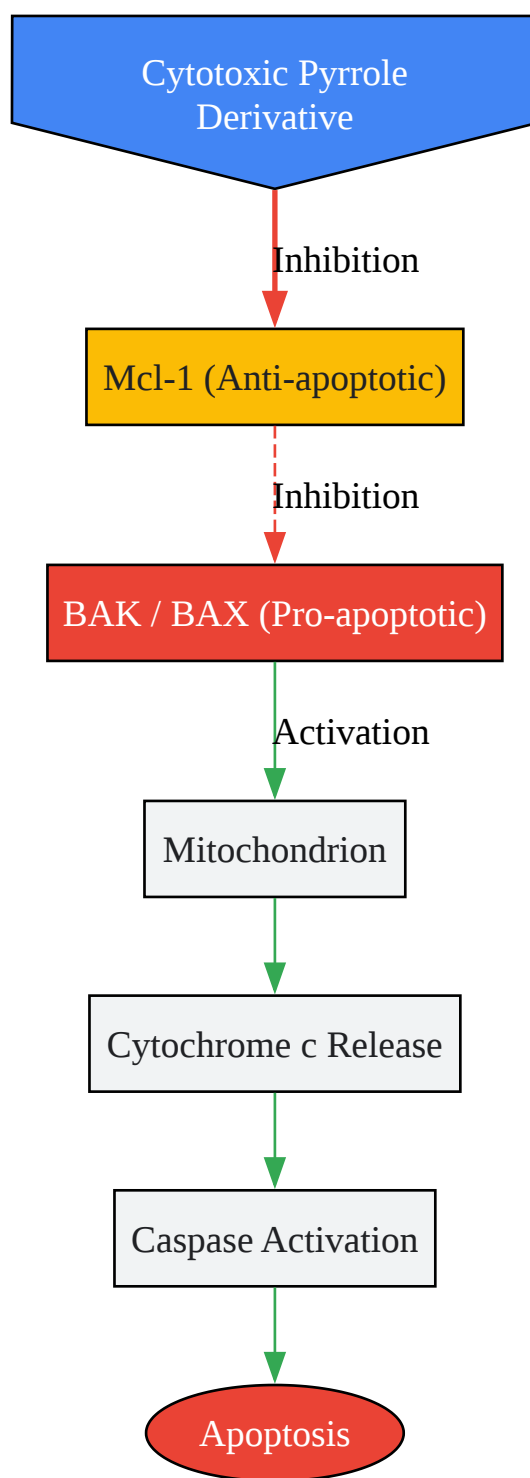 Cytotoxic Pyrrole
Derivative
Inhibition
Mcl-1 (Anti-apoptotic)
Inhibition
BAK / BAX (Pro-apoptotic)
Activation
Mitochondrion
Cytochrome c Release
Caspase Activation
Apoptosis